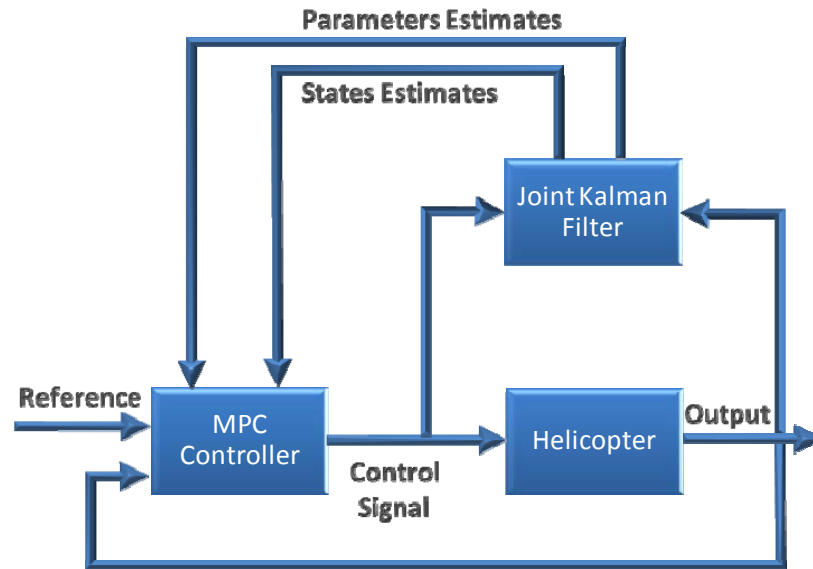 Parameters Estimates
States Estimates
Joint Kalman
Filter
Reference
MPC
Controller
Control
Signal
Helicopter
Output